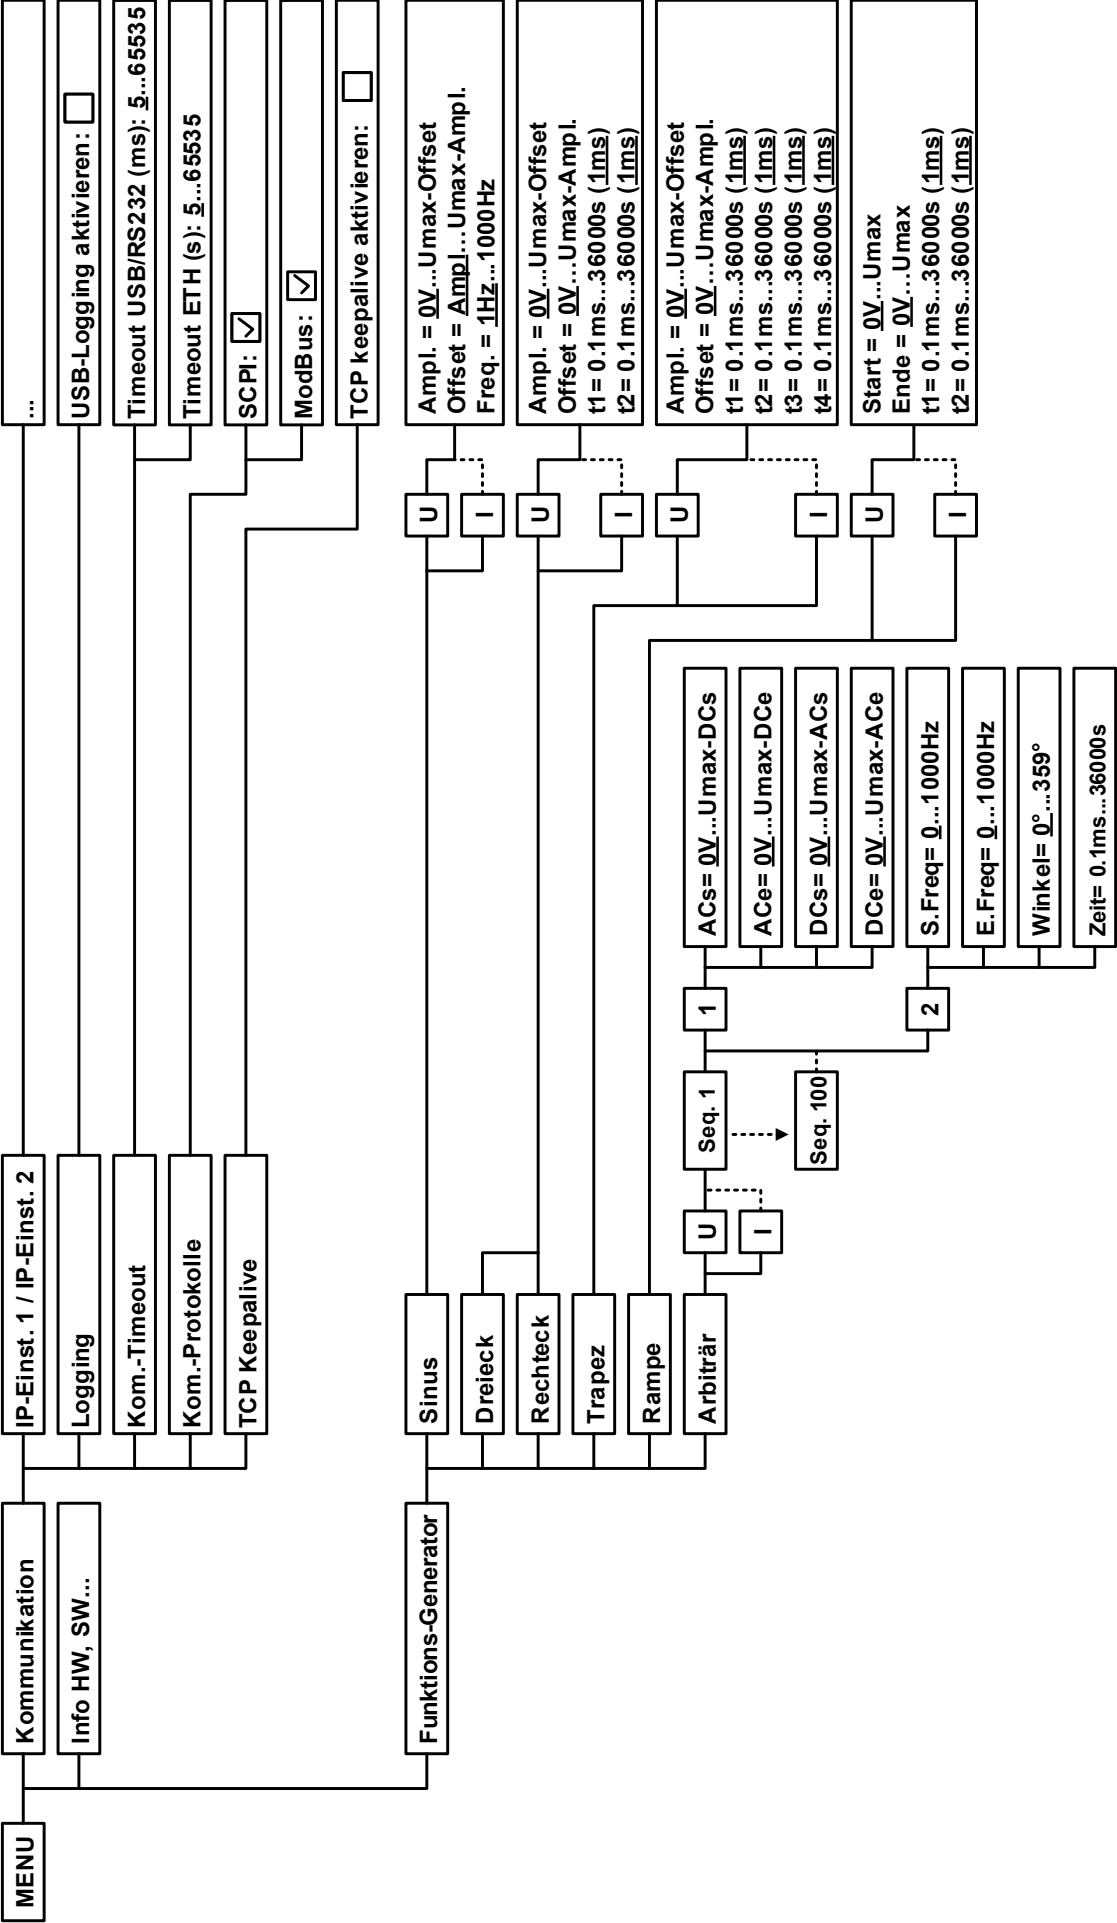 MENU
Kommunikation
Info HW, SW...
Funktions-Generator
IP-Einst. 1 / IP-Einst. 2
Logging
Kom.-Timeout
Kom.-Protokolle
TCP Keepalive
...
USB-Logging aktivieren:
Timeout USB/RS232 (ms): 5...65535
Timeout ETH (s): 5...65535
SCPI:
ModBus:
TCP keepalive aktivieren:
Sinus
Dreieck
Rechteck
Trapez
Rampe
Arbiträr
U
I
Ampl. = 0V...Umax-Offset
Offset = Ampl...Umax-Ampl.
Freq. = 1Hz...1000Hz
U
I
Ampl. = 0V...Umax-Offset
Offset = 0V...Umax-Ampl.
t1= 0.1ms...36000s (1ms)
t2= 0.1ms...36000s (1ms)
U
I
Ampl. = 0V...Umax-Offset
Offset = 0V...Umax-Ampl.
t1= 0.1ms...36000s (1ms)
t2= 0.1ms...36000s (1ms)
t3= 0.1ms...36000s (1ms)
t4= 0.1ms...36000s (1ms)
U
I
Start = 0V...Umax
Ende = 0V...Umax
t1= 0.1ms...36000s (1ms)
t2= 0.1ms...36000s (1ms)
U
I
Seq. 1
Seq. 100
1
ACs= 0V...Umax-DCs
ACe= 0V...Umax-DCe
DCs= 0V...Umax-ACs
DCe= 0V...Umax-ACe
2
S.Freq= 0...1000Hz
E.Freq= 0...1000Hz
Winkel= 0°...359°
Zeit= 0.1ms...36000s